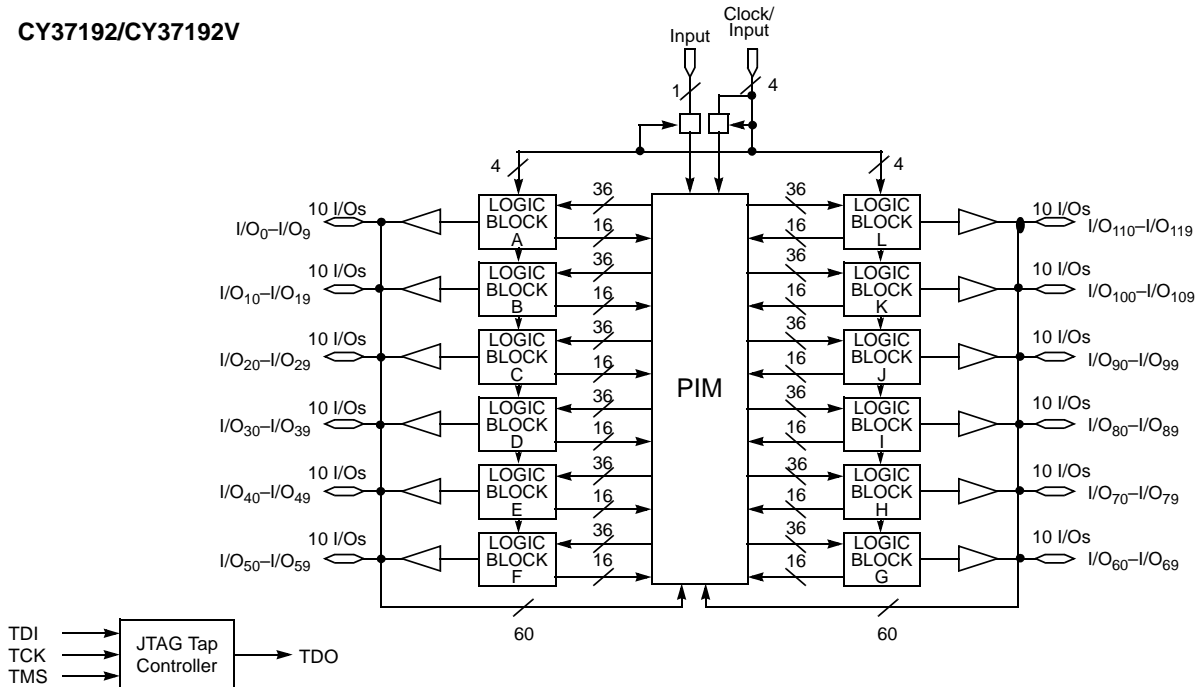 CY37192/CY37192V
Clock/
Input
Input
1
4
4
4
10 I/Os
I/O0–I/O9
LOGIC
BLOCK
A
36
16
36
16
LOGIC
BLOCK
L
10 I/Os
I/O110–I/O119
10 I/Os
I/O10–I/O19
LOGIC
BLOCK
B
36
16
36
16
LOGIC
BLOCK
K
10 I/Os
I/O100–I/O109
10 I/Os
I/O20–I/O29
LOGIC
BLOCK
C
36
16
PIM
36
16
LOGIC
BLOCK
J
10 I/Os
I/O90–I/O99
10 I/Os
I/O30–I/O39
LOGIC
BLOCK
D
36
16
36
16
LOGIC
BLOCK
I
10 I/Os
I/O80–I/O89
10 I/Os
I/O40–I/O49
LOGIC
BLOCK
E
36
16
36
16
LOGIC
BLOCK
H
10 I/Os
I/O70–I/O79
10 I/Os
I/O50–I/O59
LOGIC
BLOCK
F
36
16
36
16
LOGIC
BLOCK
G
10 I/Os
I/O60–I/O69
60
60
TDI
TCK
TMS
JTAG Tap
Controller
TDO